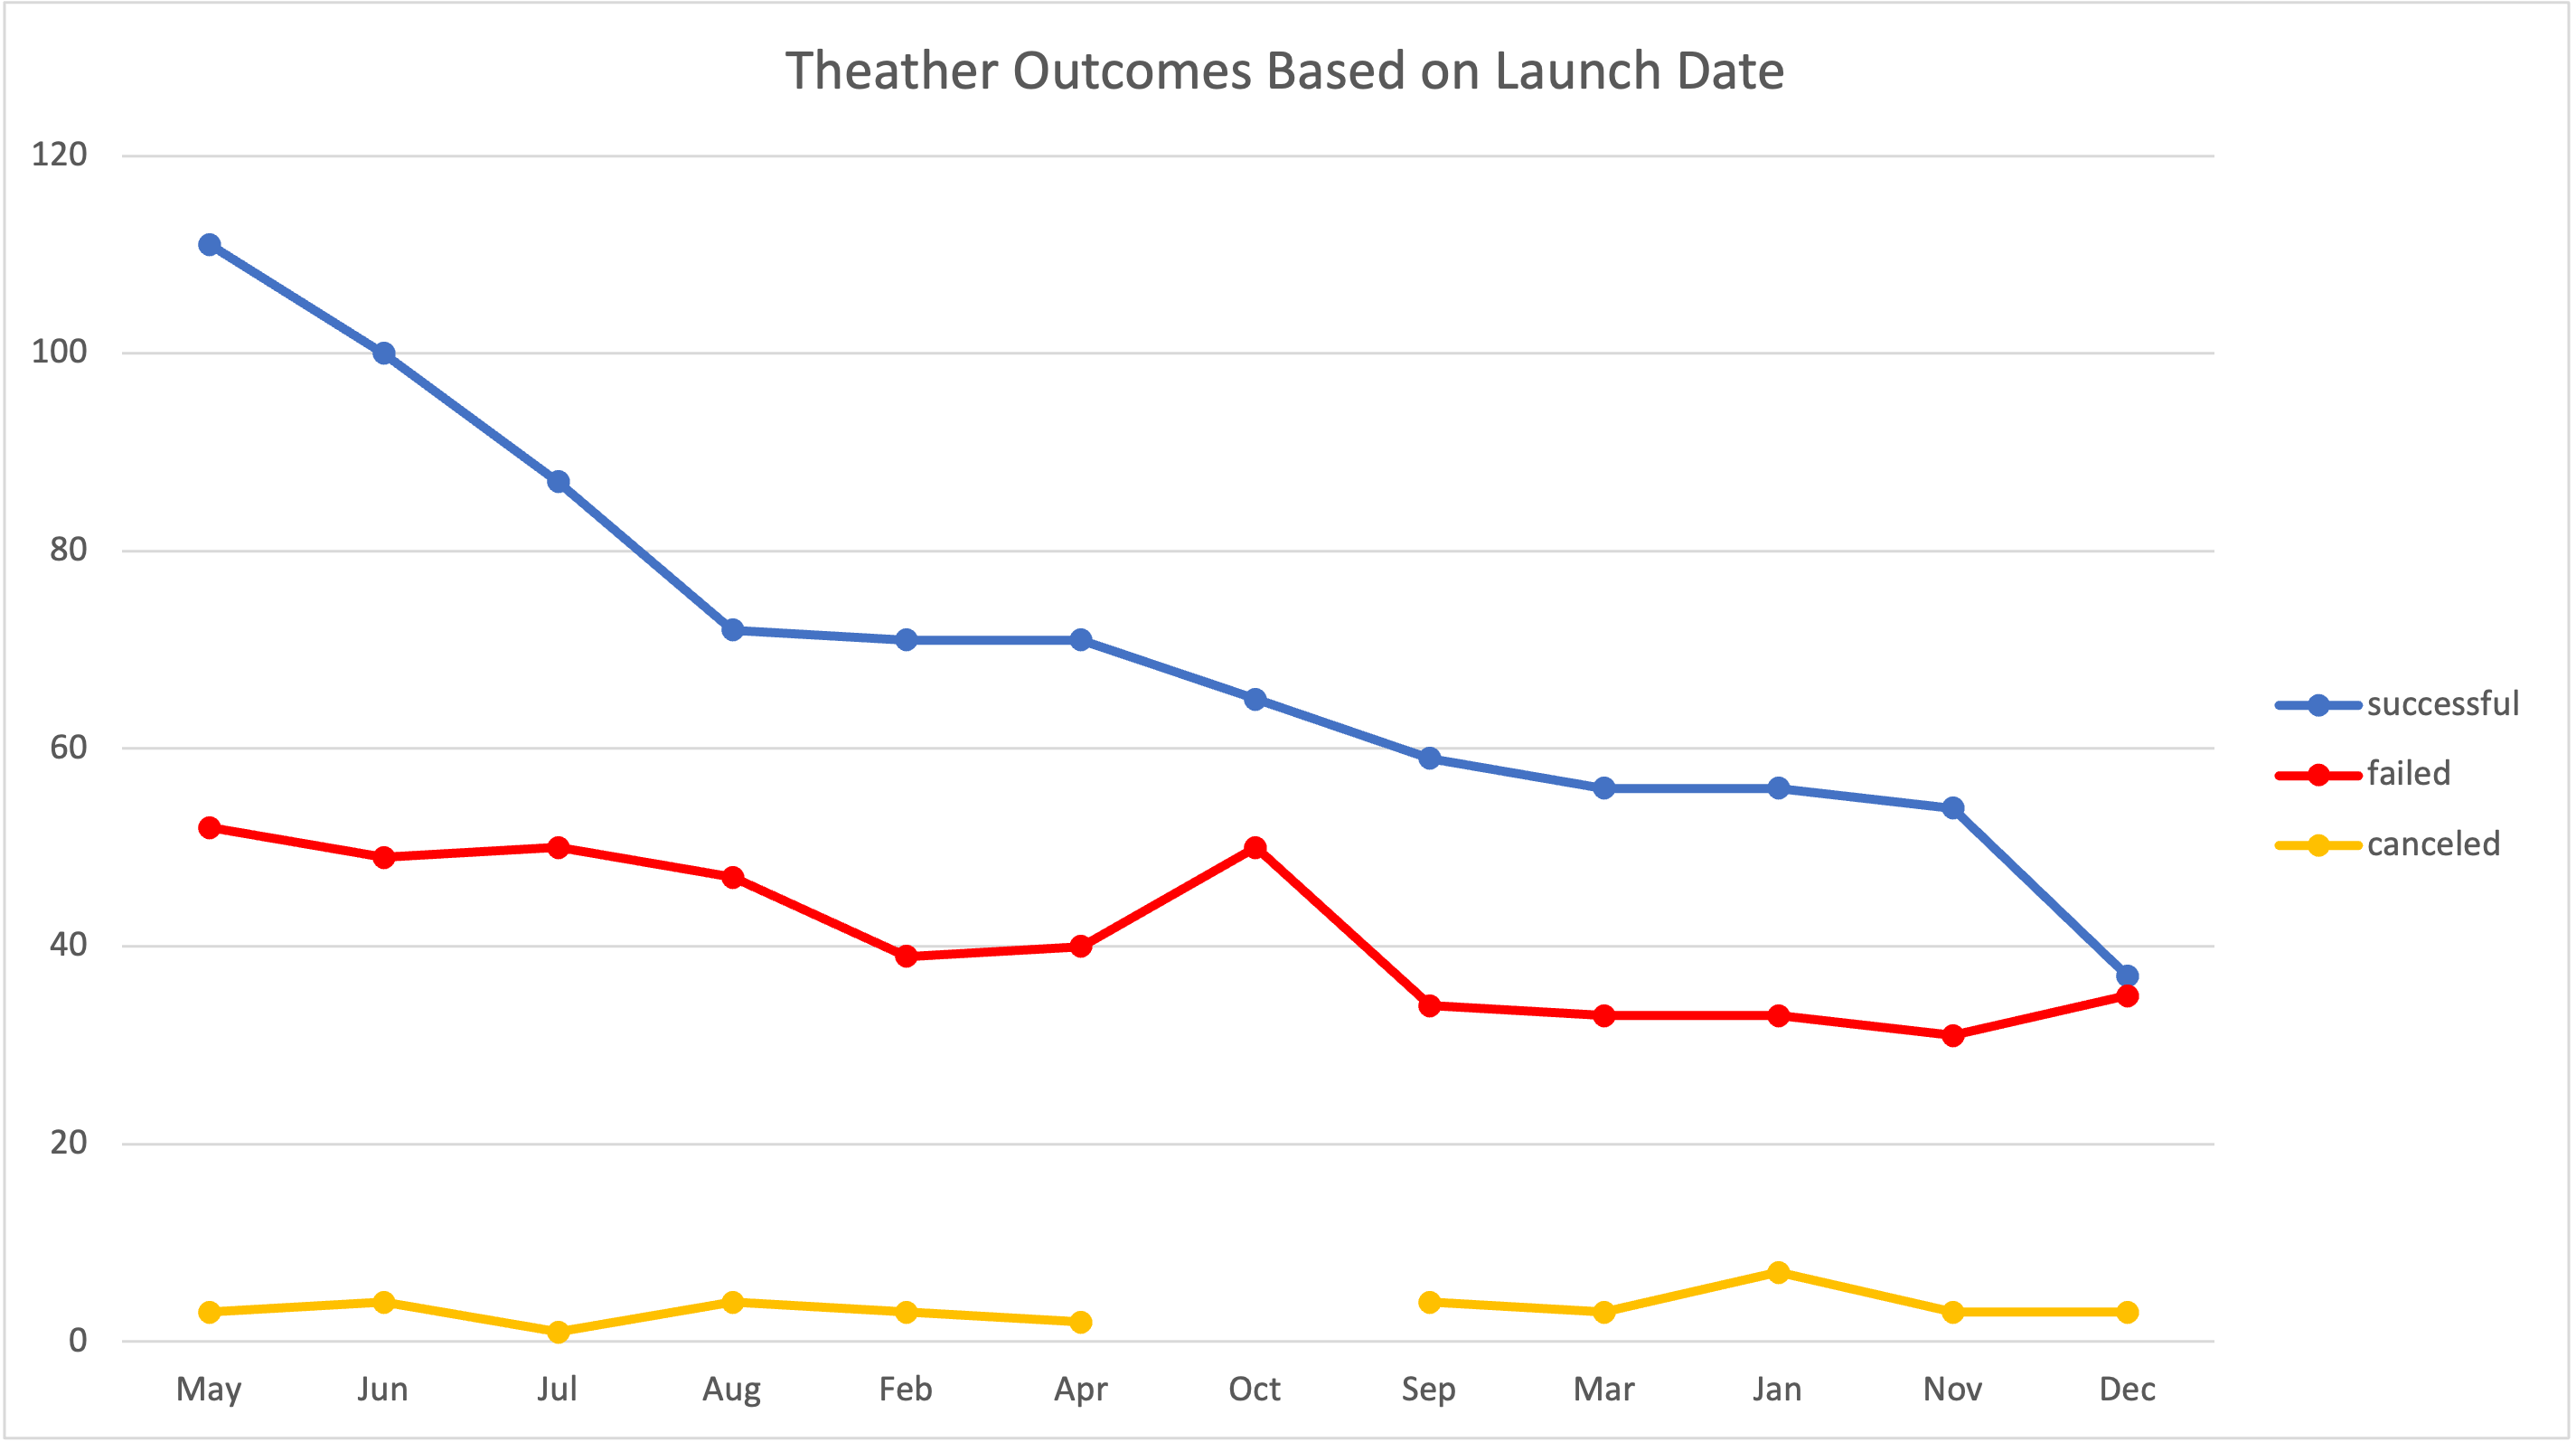 Theather Outcomes Based on Launch Date
120
100
80
60
40
20
0
May Jun Jul Aug Feb Apr Oct Sep Mar Jan Nov Dec
successful
failed
canceled